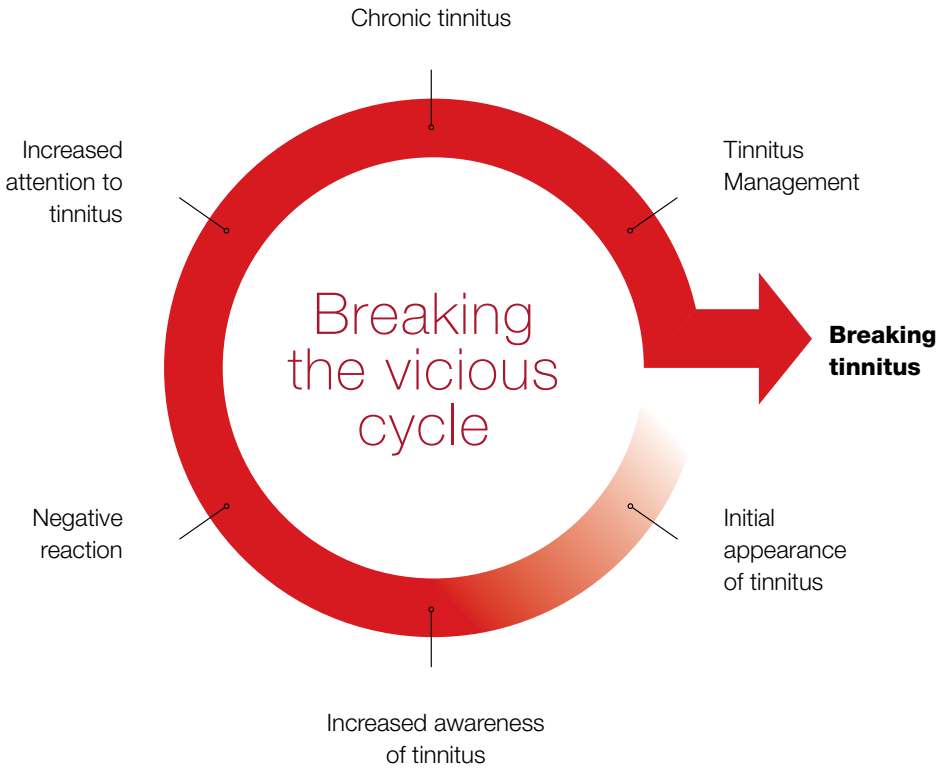 Chronic tinnitus
Increased
attention to
tinnitus
Tinnitus
Management
Breaking
the vicious
cycle
Breaking
tinnitus
Negative
reaction
Initial
appearance
of tinnitus
Increased awareness
of tinnitus